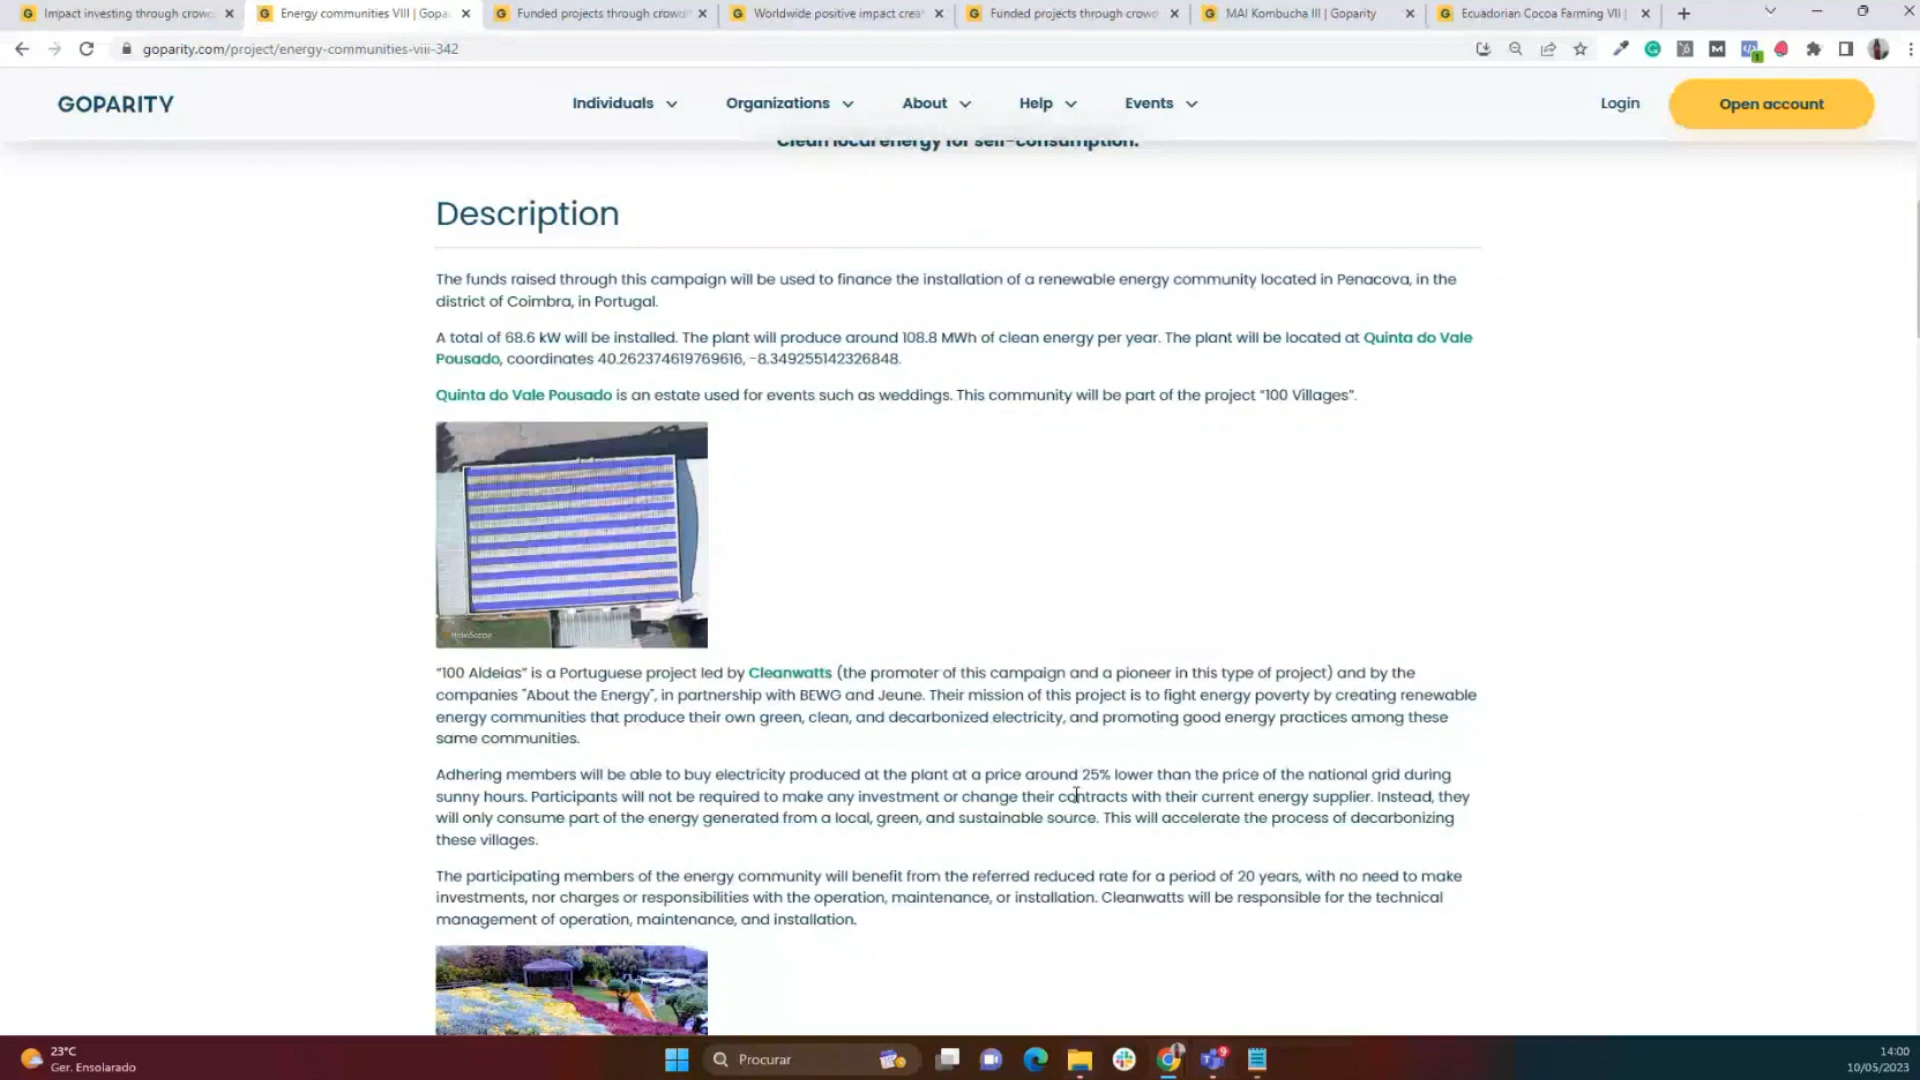 Impact investing through crow
Energy communities VIII | Gopa
Funded projects through crowd
Worldwide positive impact crea
Funded projects through crow
MAI Kombucha III | Goparity
Ecuadorian Cocoa Farming VII |
goparity.com/project/energy-communities-viii-342
GOPARITY
Individuals
Organizations
About
Help
Events
Login
Open account
Clean local energy for self-consumption.
Description
The funds raised through this campaign will be used to finance the installation of a renewable energy community located in Penacova, in the
district of Coimbra, in Portugal.
A total of 68.6 kW will be installed. The plant will produce around 108.8 MWh of clean energy per year. The plant will be located at Quinta do Vale
Pousado, coordinates 40.262374619769616, -8.349255142326848.
Quinta do Vale Pousado is an estate used for events such as weddings. This community will be part of the project “100 Villages”.
HelioScope
“100 Aldeias” is a Portuguese project led by Cleanwatts (the promoter of this campaign and a pioneer in this type of project) and by the
companies "About the Energy", in partnership with BEWG and Jeune. Their mission of this project is to fight energy poverty by creating renewable
energy communities that produce their own green, clean, and decarbonized electricity, and promoting good energy practices among these
same communities.
Adhering members will be able to buy electricity produced at the plant at a price around 25% lower than the price of the national grid during
sunny hours. Participants will not be required to make any investment or change their contracts with their current energy supplier. Instead, they
will only consume part of the energy generated from a local, green, and sustainable source. This will accelerate the process of decarbonizing
these villages.
The participating members of the energy community will benefit from the referred reduced rate for a period of 20 years, with no need to make
investments, nor charges or responsibilities with the operation, maintenance, or installation. Cleanwatts will be responsible for the technical
management of operation, maintenance, and installation.
23°C
Ger. Ensolarado
Procurar
9
14:00
10/05/2023